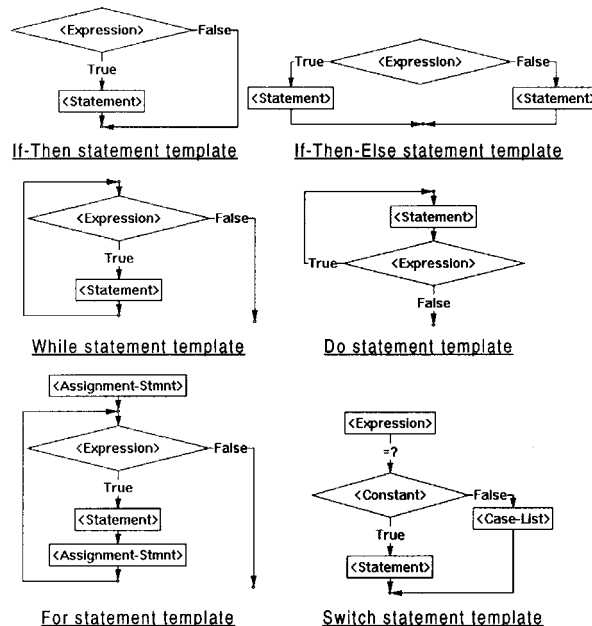 <Expression>
False
True
<Statement>
If-Then statement template
True
<Expression>
False
<Statement>
<Statement>
If-Then-Else statement template
<Expression>
False
True
<Statement>
While statement template
<Statement>
True
<Expression>
False
Do statement template
<Assignment-Stmnt>
<Expression>
False
True
<Statement>
<Assignment-Stmnt>
For statement template
<Expression>
=?
<Constant>
False
<Case-List>
True
<Statement>
Switch statement template